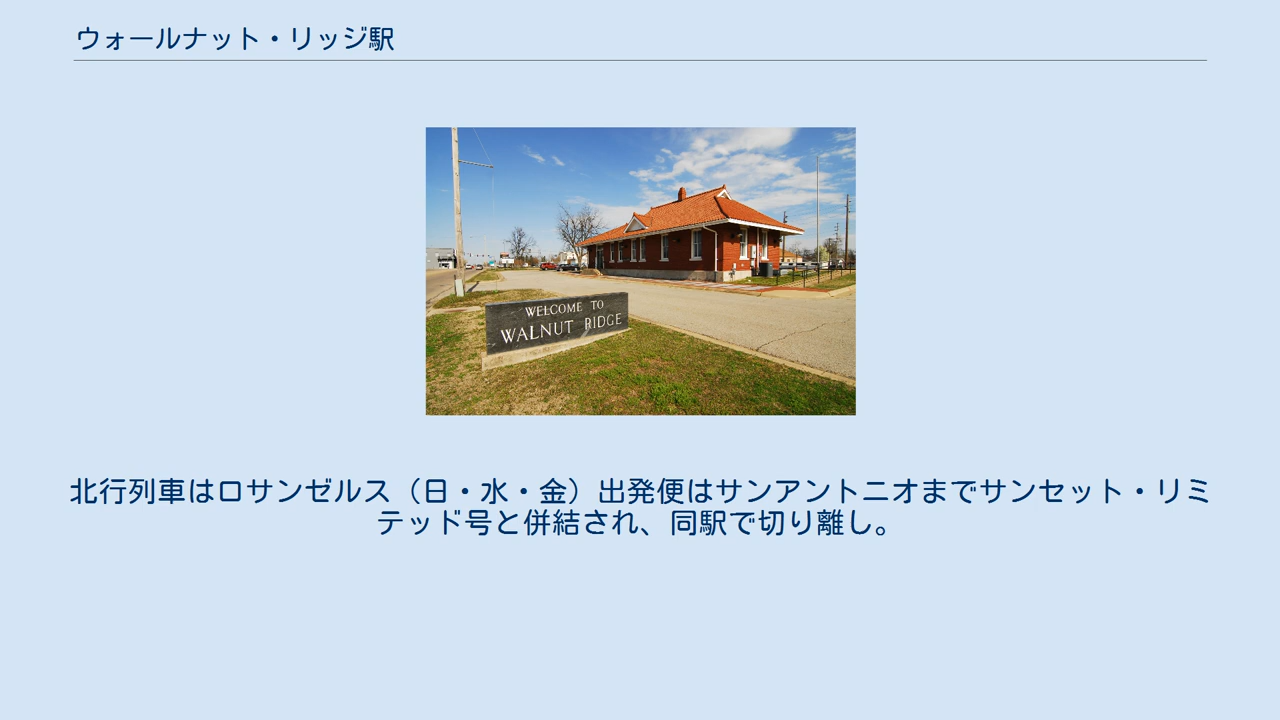 ウォールナット・リッジ駅
WELCOME TO
WALNUT RIDGE
北行列車はロサンゼルス（日・水・金）出発便はサンアントニオまでサンセット・リミ
テッド号と併結され、同駅で切り離し。